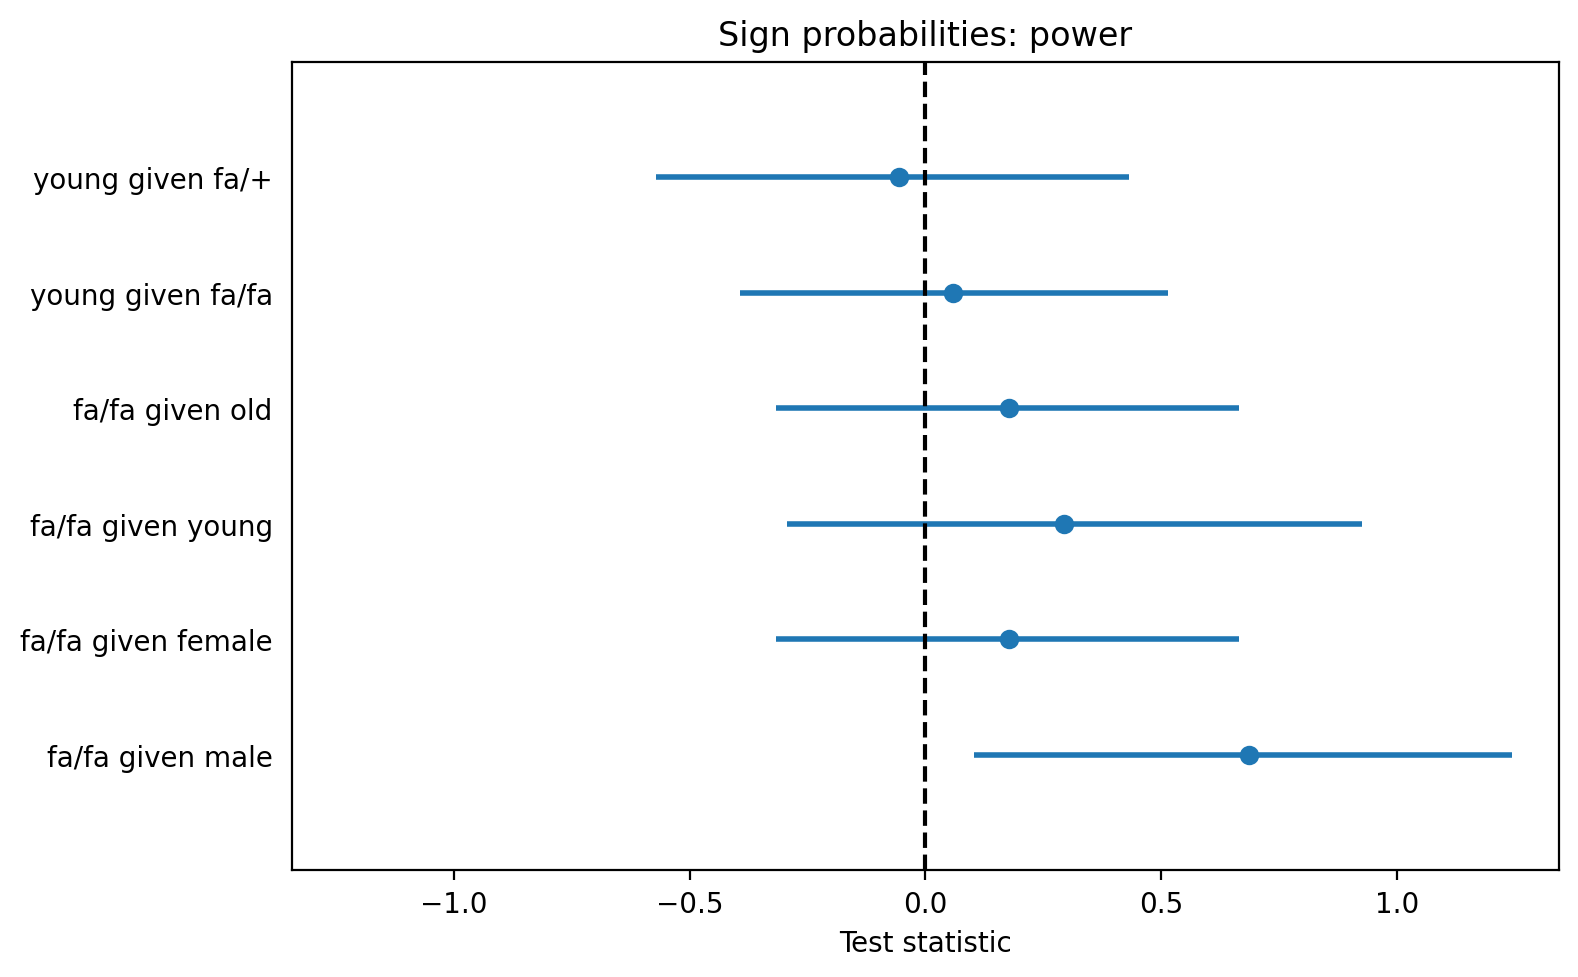 Sign probabilities: power
young given fa/+
young given fa/fa
fa/fa given old
fa/fa given young
fa/fa given female
fa/fa given male
−1.0 −0.5 0.0 0.5 1.0
Test statistic